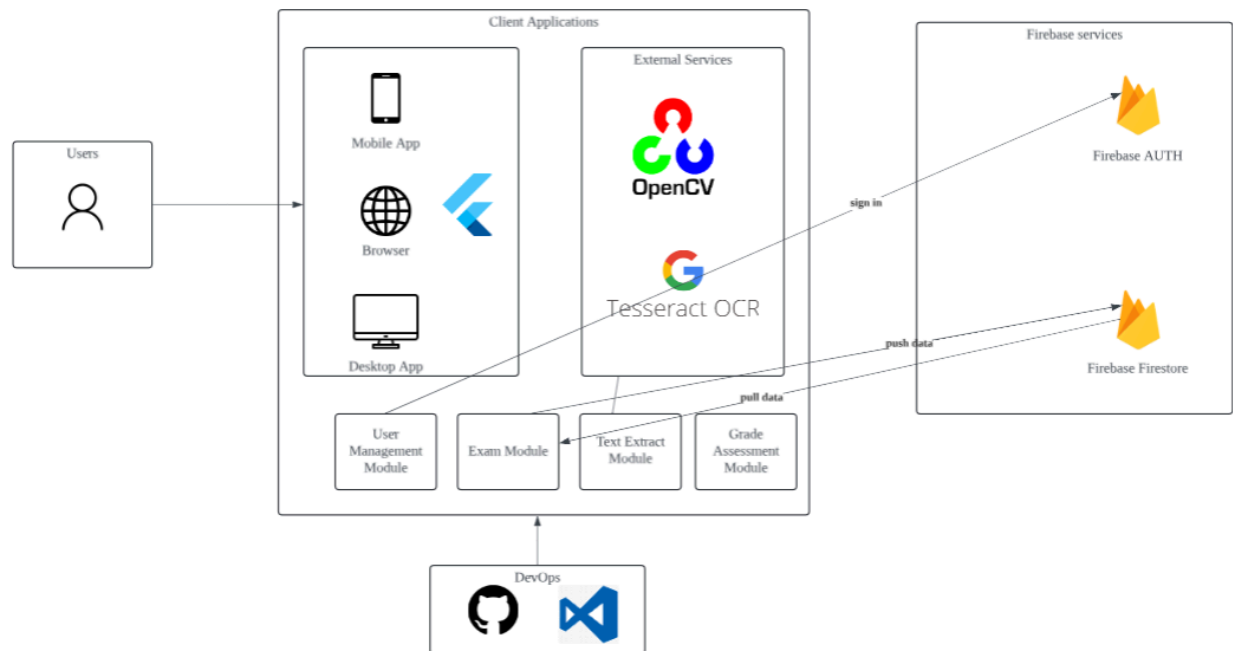 Client Applications
External Services
Firebase services
Mobile App
OpenCV
Users
Firebase AUTH
sign in
Browser
Tesseract OCR
push data
Desktop App
Firebase Firestore
pull data
User
Management
Module
Exam Module
Text Extract
Module
Grade
Assessment
Module
DevOps